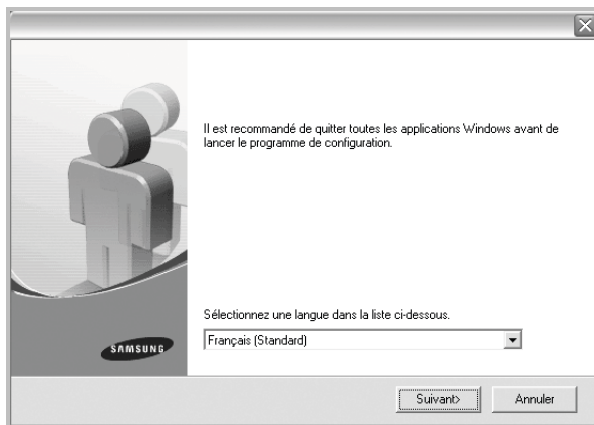 Il est recommandé de quitter toutes les applications Windows avant de
lancer le programme de configuration.
Sélectionnez une langue dans la liste ci-dessous.
Français (Standard)
SAMSUNG
Suivant>
Annuler